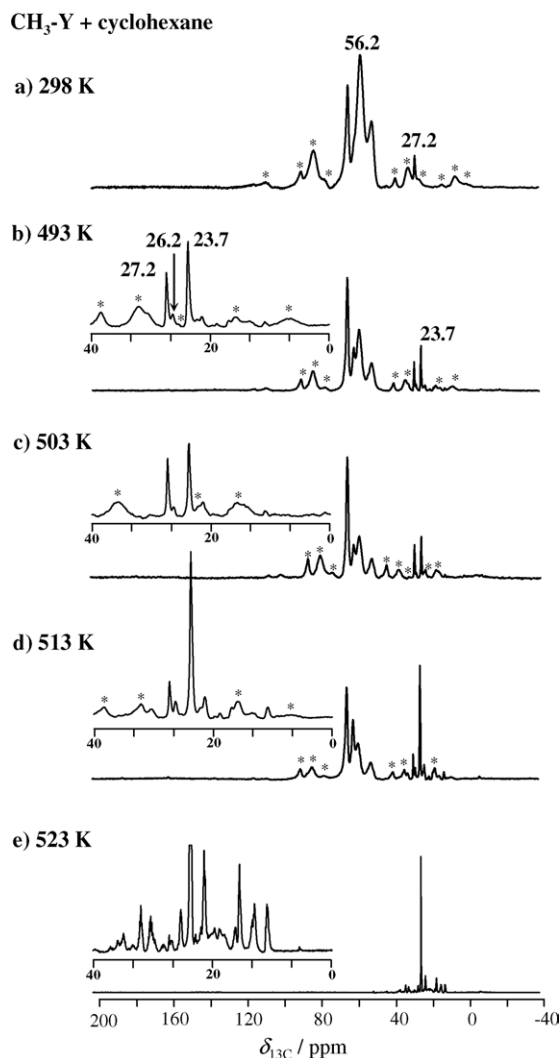 CH₃-Y + cyclohexane
a) 298 K
56.2
27.2
* * * * * * * * * *
b) 493 K
26.2 23.7
27.2
* * * * *
40 20 0
23.7
* * * * * * *
c) 503 K
* * *
40 20 0
* * * * * * * *
d) 513 K
* * * *
40 20 0
* * * * * *
e) 523 K
40 20 0
200 160 120 80 40 0 -40
δ13C / ppm